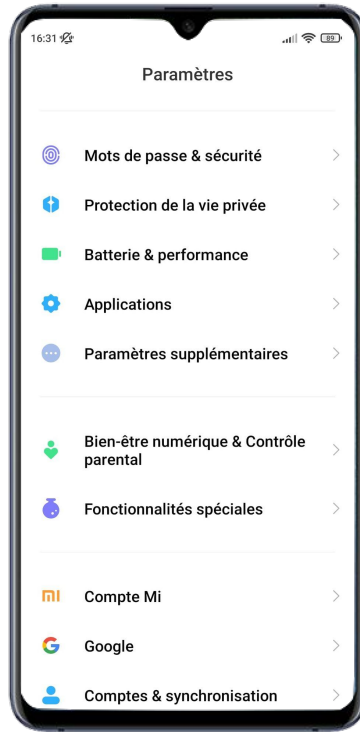 16:31
89
Paramètres
Mots de passe & sécurité
Protection de la vie privée
Batterie & performance
Applications
Paramètres supplémentaires
Bien-être numérique & Contrôle
parental
Fonctionnalités spéciales
Compte Mi
Google
Comptes & synchronisation